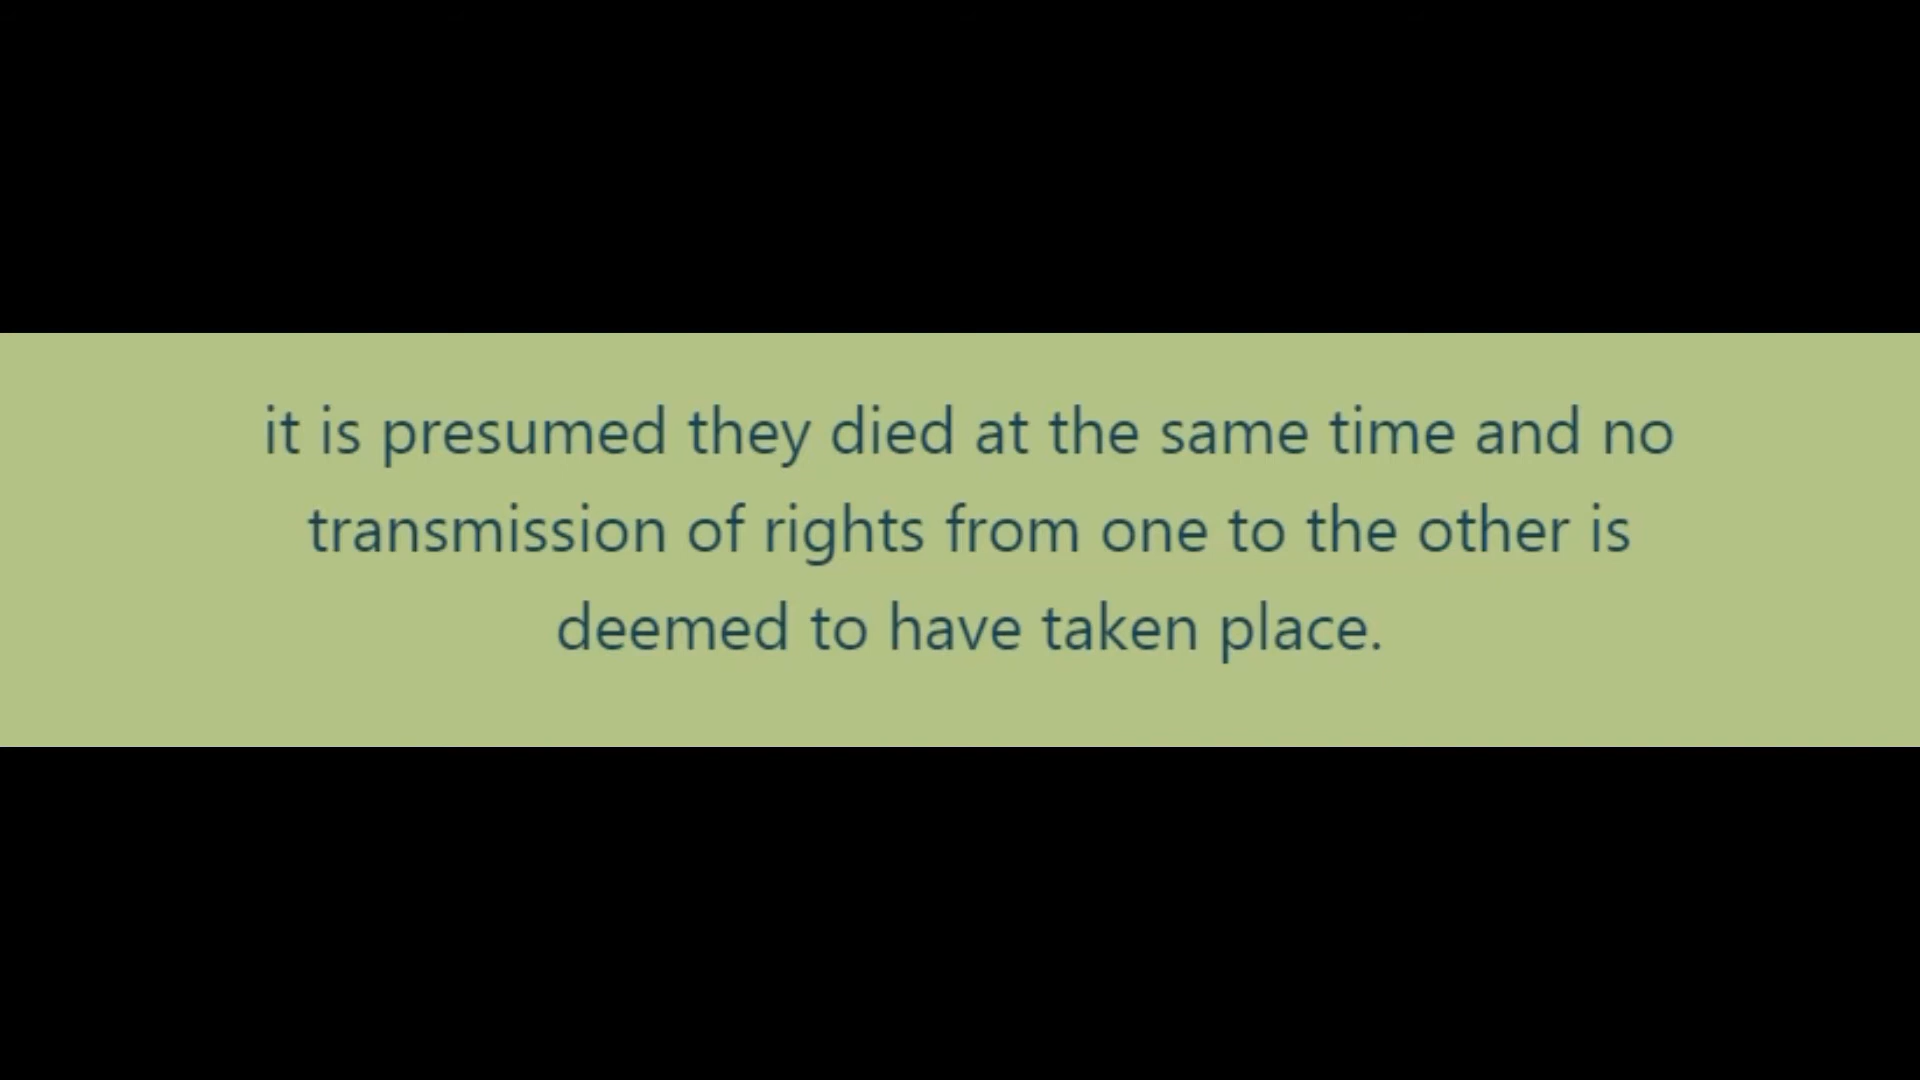 it is presumed they died at the same time and no
transmission of rights from one to the other is
deemed to have taken place.